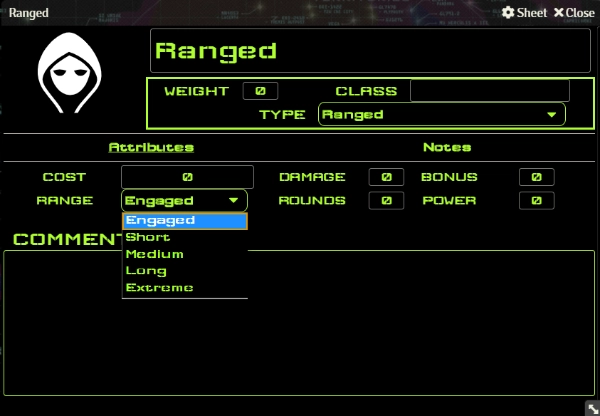 Ranged Sheet Close
Ranged
WEIGHT 0 CLASS
TYPE Ranged
Attributes Notes
COST 0 DAMAGE 0 BONUS 0
RANGE Engaged ROUNDS 0 POWER 0
Engaged
Short
COMMENT
Medium
Long
Extreme